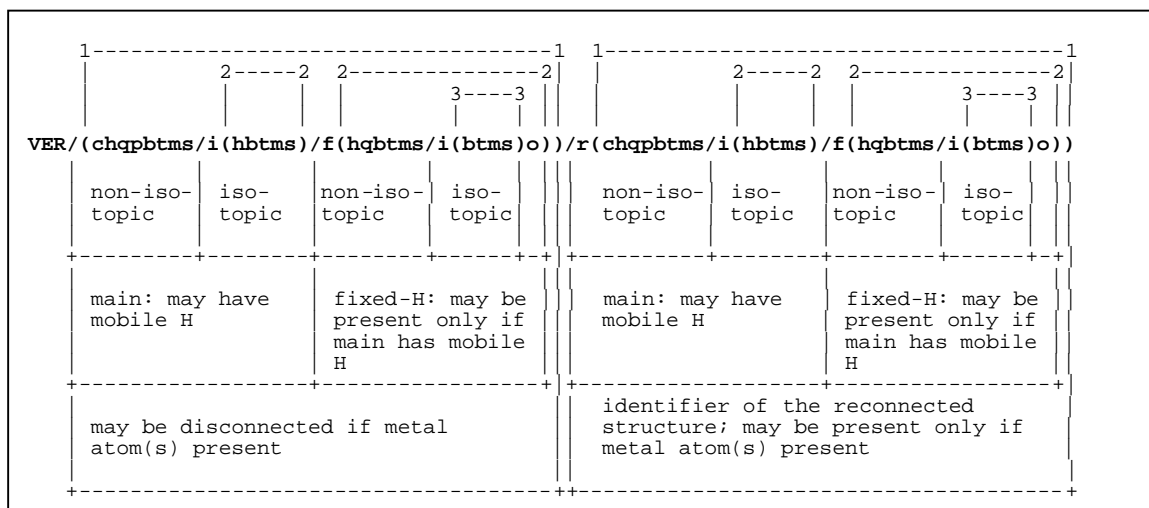 1-----------------------------------1 1-----------------------------------1
2-----2 2---------------2 2-----2 2---------------2
3----3 3----3
VER/(chqpbtms/i(hbtms)/f(hqbtms/i(btms)o))/r(chqpbtms/i(hbtms)/f(hqbtms/i(btms)o))
non-iso- iso- non-iso- iso- non-iso- iso- non-iso- iso-
topic topic topic topic topic topic topic topic
main: may have fixed-H: may be main: may have fixed-H: may be
mobile H present only if mobile H present only if
main has mobile main has mobile
H H
identifier of the reconnected
may be disconnected if metal structure; may be present only if
atom(s) present metal atom(s) present